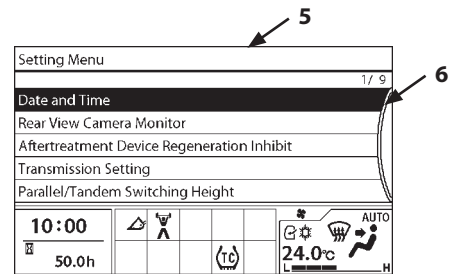 5
Setting Menu
1/ 9
6
Date and Time
Rear View Camera Monitor
Aftertreatment Device Regeneration Inhibit
Transmission Setting
Parallel/Tandem Switching Height
10:00
AUTO
50.0h
TC
24.0℃
L H